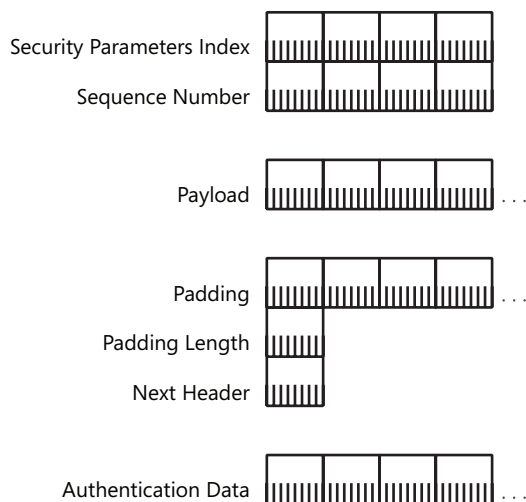 Security Parameters Index
Sequence Number
Payload . . .
Padding . . .
Padding Length
Next Header
Authentication Data . . .